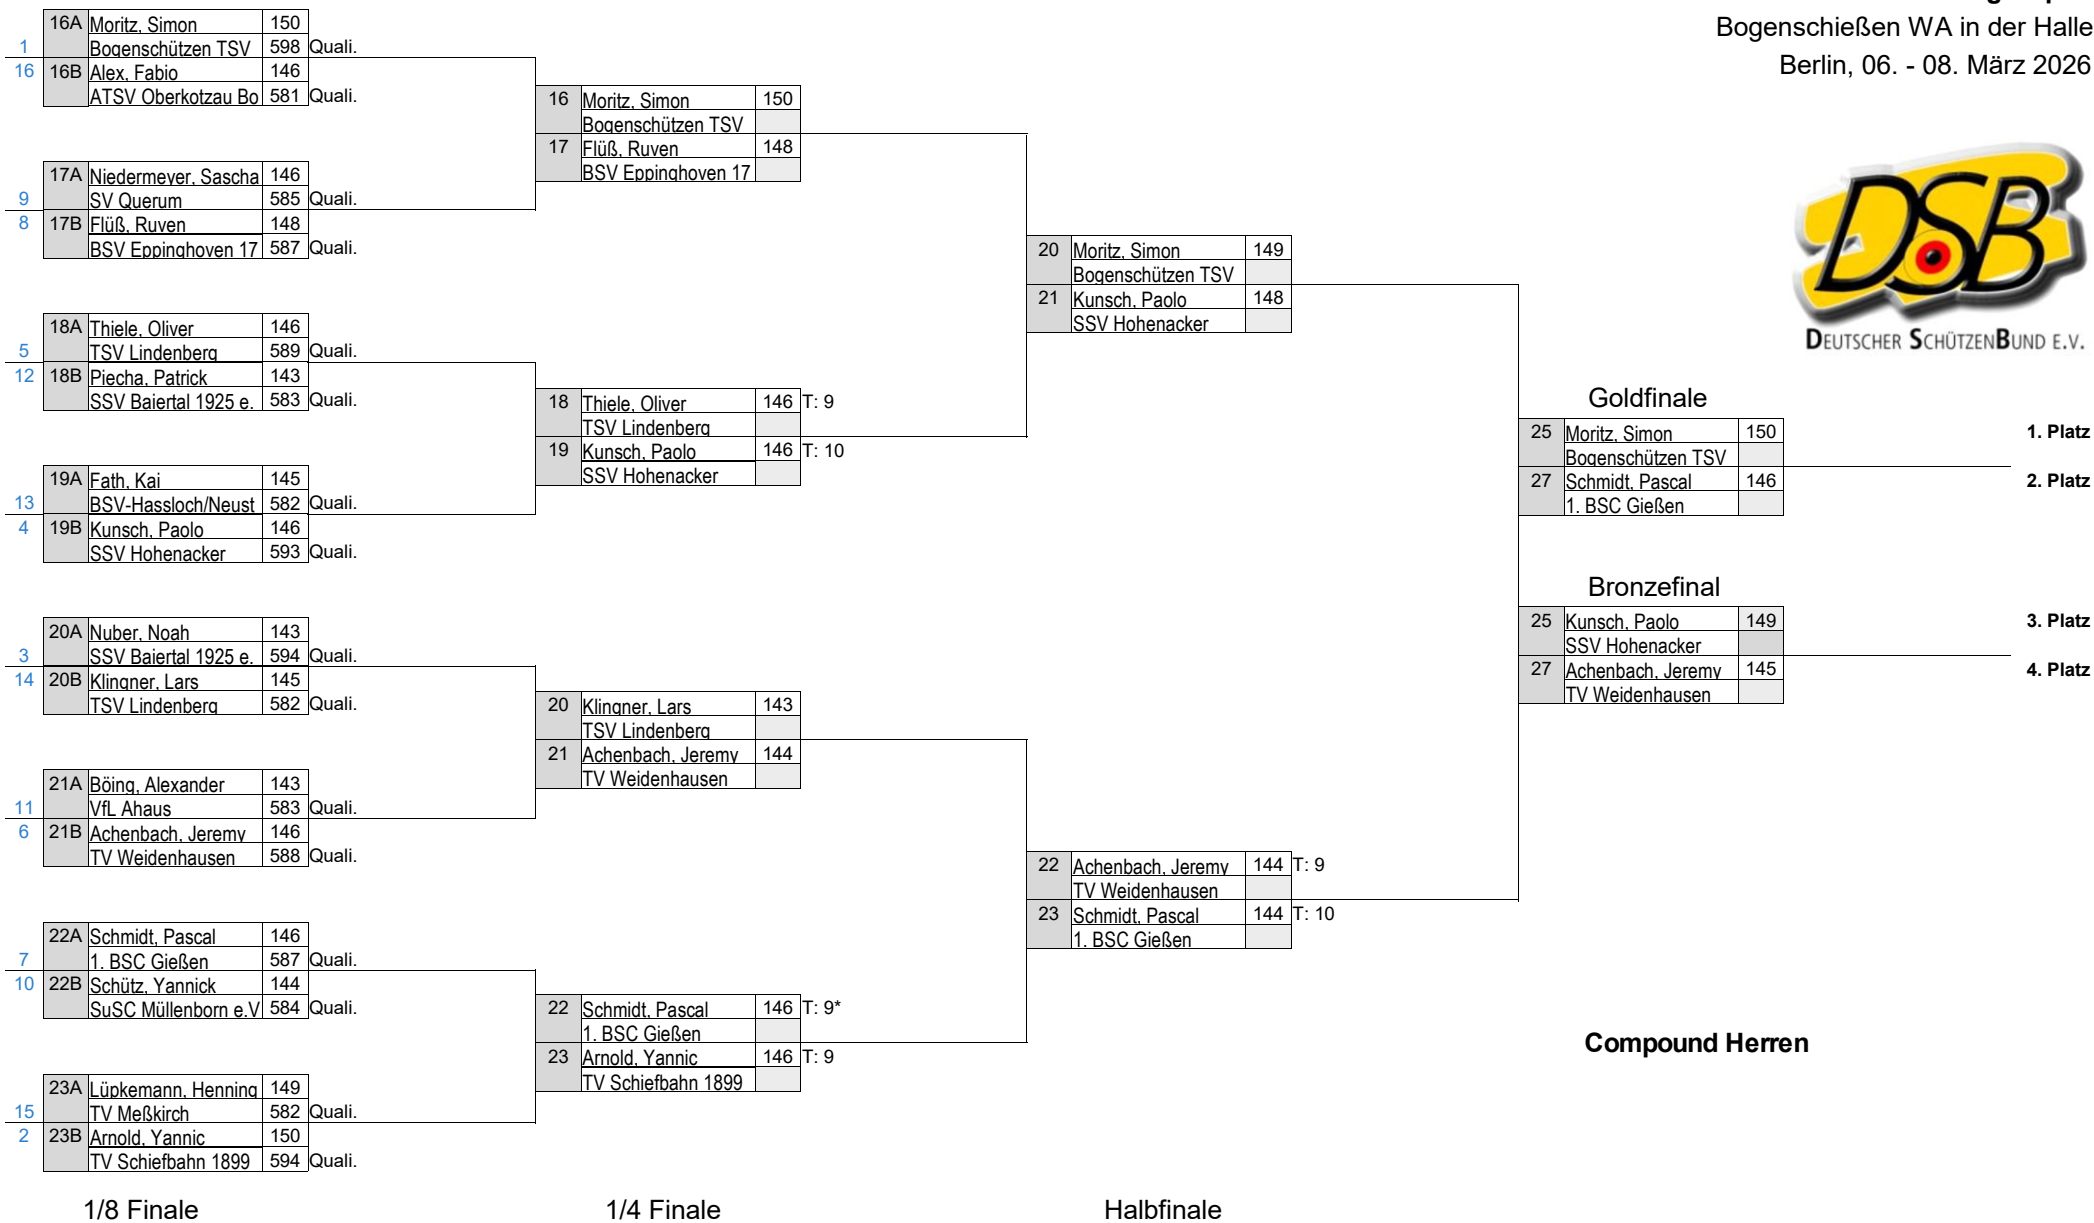 Bogenschießen WA in der Halle
Berlin, 06. - 08. März 2026
DSB
DEUTSCHER SCHÜTZENBUND E.V.
16A Moritz, Simon 150
1 Bogenschützen TSV 598 Quali.
16 16B Alex, Fabio 146
ATSV Oberkotzau Bo 581 Quali.
17A Niedermeyer, Sascha 146
9 SV Querum 585 Quali.
8 17B Flüß, Ruven 148
BSV Eppinghoven 17 587 Quali.
18A Thiele, Oliver 146
5 TSV Lindenberg 589 Quali.
12 18B Piecha, Patrick 143
SSV Baiertal 1925 e. 583 Quali.
19A Fath, Kai 145
13 BSV-Hassloch/Neust 582 Quali.
4 19B Kunsch, Paolo 146
SSV Hohenacker 593 Quali.
20A Nuber, Noah 143
3 SSV Baiertal 1925 e. 594 Quali.
14 20B Klingner, Lars 145
TSV Lindenberg 582 Quali.
21A Böing, Alexander 143
11 VfL Ahaus 583 Quali.
6 21B Achenbach, Jeremy 146
TV Weidenhausen 588 Quali.
22A Schmidt, Pascal 146
7 1. BSC Gießen 587 Quali.
10 22B Schütz, Yannick 144
SuSC Müllenborn e.V 584 Quali.
23A Lüpkemann, Henning 149
15 TV Meßkirch 582 Quali.
2 23B Arnold, Yannic 150
TV Schiefbahn 1899 594 Quali.
1/8 Finale
16 Moritz, Simon 150
Bogenschützen TSV
17 Flüß, Ruven 148
BSV Eppinghoven 17
18 Thiele, Oliver 146 T: 9
TSV Lindenberg
19 Kunsch, Paolo 146 T: 10
SSV Hohenacker
20 Klingner, Lars 143
TSV Lindenberg
21 Achenbach, Jeremy 144
TV Weidenhausen
22 Schmidt, Pascal 146 T: 9*
1. BSC Gießen
23 Arnold, Yannic 146 T: 9
TV Schiefbahn 1899
1/4 Finale
20 Moritz, Simon 149
Bogenschützen TSV
21 Kunsch, Paolo 148
SSV Hohenacker
22 Achenbach, Jeremy 144 T: 9
TV Weidenhausen
23 Schmidt, Pascal 144 T: 10
1. BSC Gießen
Halbfinale
Goldfinale
25 Moritz, Simon 150 1. Platz
Bogenschützen TSV
27 Schmidt, Pascal 146 2. Platz
1. BSC Gießen
Bronzefinal
25 Kunsch, Paolo 149 3. Platz
SSV Hohenacker
27 Achenbach, Jeremy 145 4. Platz
TV Weidenhausen
Compound Herren